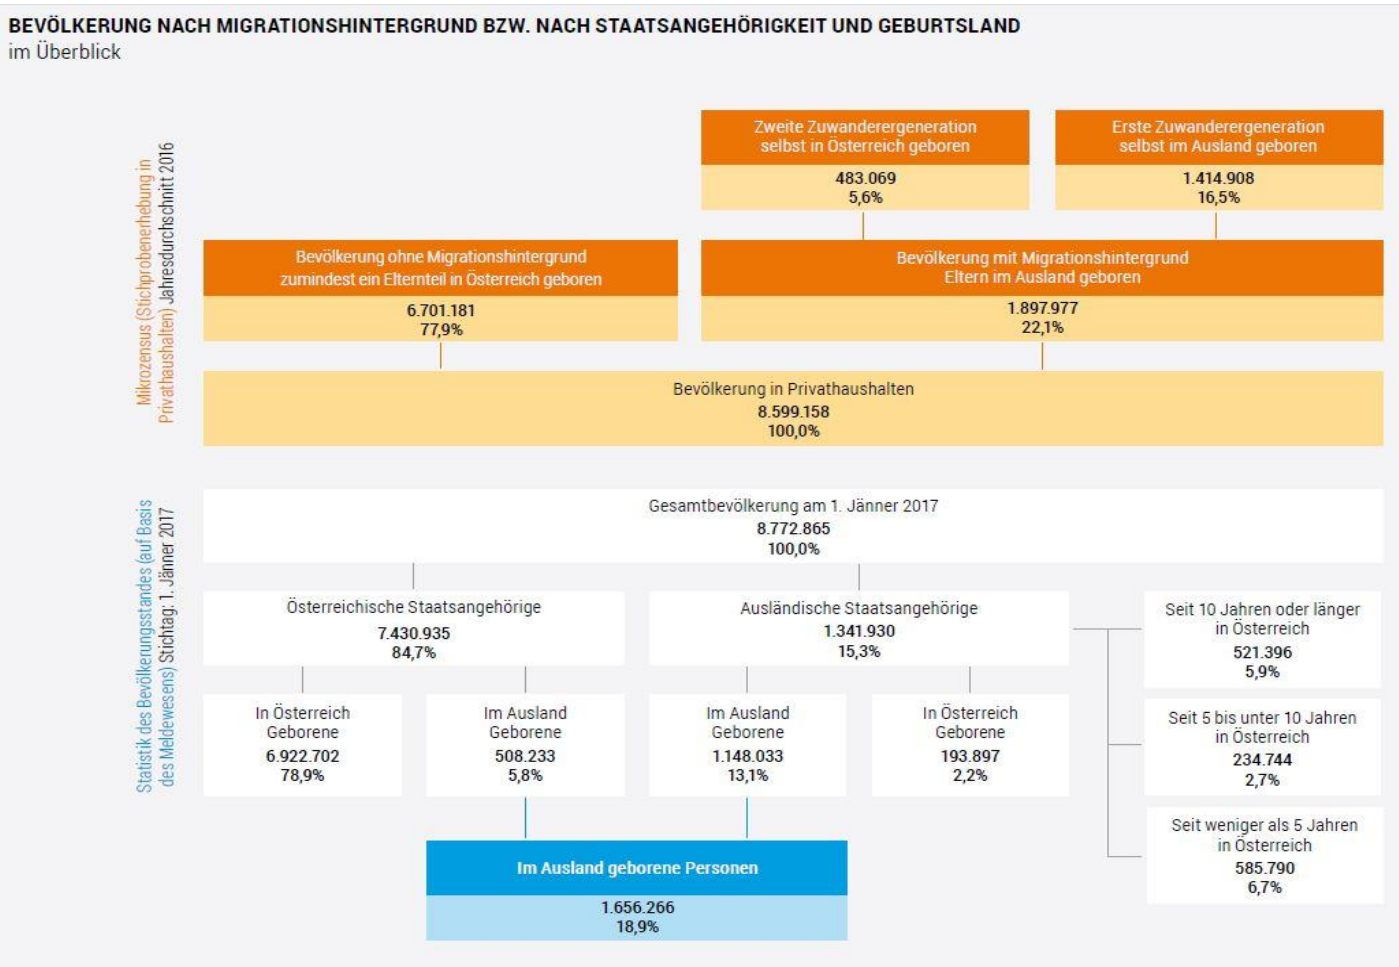 BEVÖLKERUNG NACH MIGRATIONSHINTERGRUND BZW. NACH STAATSANGEHÖRIGKEIT UND GEBURTSLAND
im Überblick
Mikrozensus (Stichprobenerhebung in
Privathaushalten) Jahresdurchschnitt 2016
Zweite Zuwanderergeneration
selbst in Österreich geboren
483.069
5,6%
Erste Zuwanderergeneration
selbst im Ausland geboren
1.414.908
16,5%
Bevölkerung ohne Migrationshintergrund
zumindest ein Elternteil in Österreich geboren
6.701.181
77,9%
Bevölkerung mit Migrationshintergrund
Eltern im Ausland geboren
1.897.977
22,1%
Bevölkerung in Privathaushalten
8.599.158
100,0%
Statistik des Bevölkerungsstandes (auf Basis
des Meldewesens) Stichtag: 1. Jänner 2017
Gesamtbevölkerung am 1. Jänner 2017
8.772.865
100,0%
Österreichische Staatsangehörige
7.430.935
84,7%
Ausländische Staatsangehörige
1.341.930
15,3%
Seit 10 Jahren oder länger
in Österreich
521.396
5,9%
In Österreich
Geborene
6.922.702
78,9%
Im Ausland
Geborene
508.233
5,8%
Im Ausland
Geborene
1.148.033
13,1%
In Österreich
Geborene
193.897
2,2%
Seit 5 bis unter 10 Jahren
in Österreich
234.744
2,7%
Seit weniger als 5 Jahren
in Österreich
585.790
6,7%
Im Ausland geborene Personen
1.656.266
18,9%